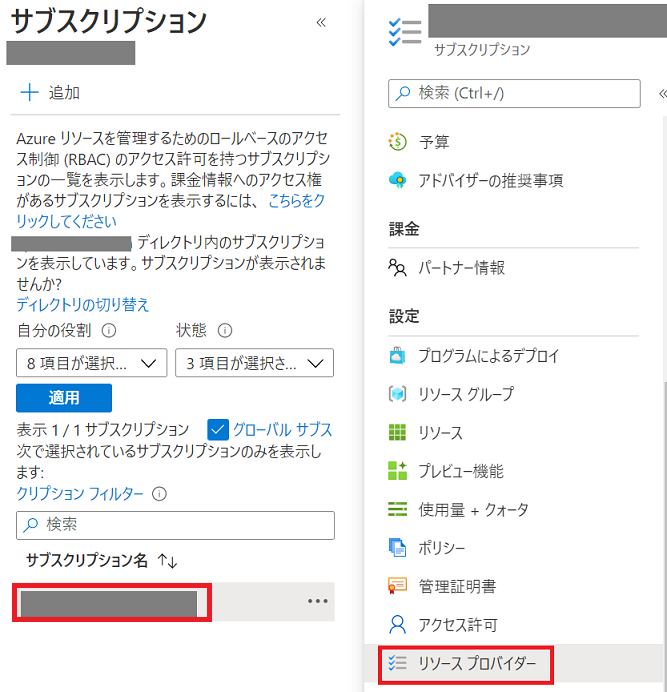 サブスクリプション
«
+ 追加
Azure リソースを管理するためのロールベースのアクセ
ス制御 (RBAC) のアクセス許可を持つサブスクリプショ
ンの一覧を表示します。課金情報へのアクセス権
があるサブスクリプションを表示するには、こちらをク
リックしてください
ディレクトリ内のサブスクリプショ
ンを表示しています。サブスクリプションが表示されま
せんか?
ディレクトリの切り替え
自分の役割
状態
8 項目が選択...
3 項目が選択さ...
適用
表示 1 / 1 サブスクリプション
グローバル サブス
次で選択されているサブスクリプションのみを表示しま
す:
クリプション フィルター
検索
サブスクリプション名 ↑↓
...
サブスクリプション
検索 (Ctrl+/)
«
予算
アドバイザーの推奨事項
課金
パートナー情報
設定
プログラムによるデプロイ
リソース グループ
リソース
プレビュー機能
使用量 + クォータ
ポリシー
管理証明書
アクセス許可
リソース プロバイダー